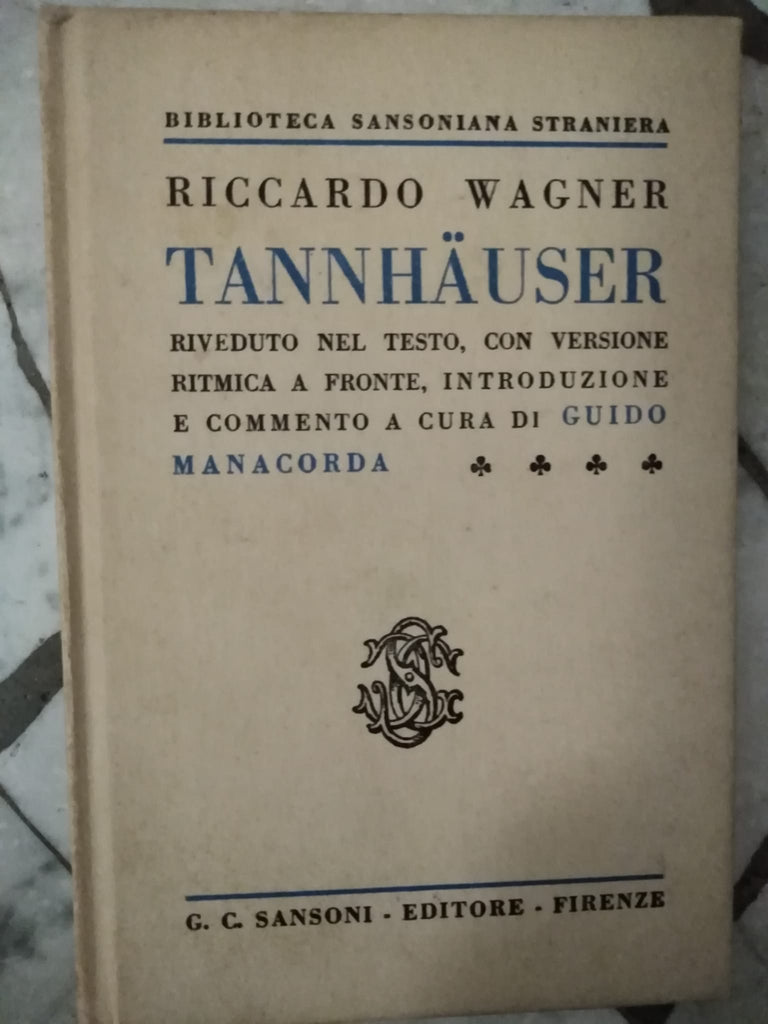 BIBLIOTECA SANSONIANA STRANIERA
RICCARDO WAGNER
TANNHÄUSER
RIVEDUTO NEL TESTO, CON VERSIONE
RITMICA A FRONTE, INTRODUZIONE
E COMMENTO A CURA DI GUIDO
MANACORDA ♣ ♣ ♣ ♣
G. C. SANSONI - EDITORE - FIRENZE